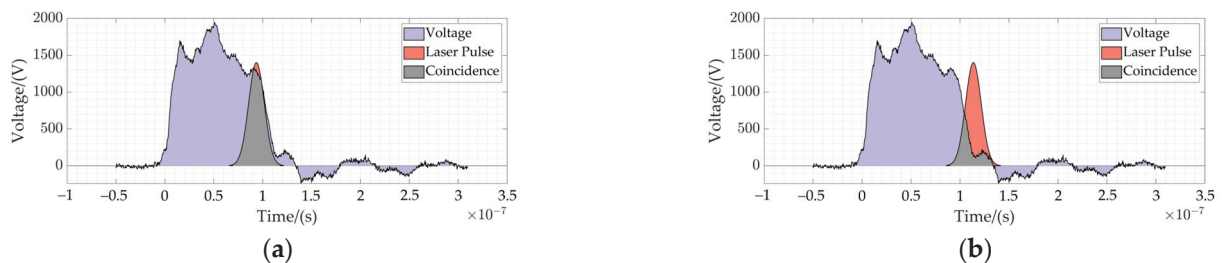 2000
1500
1000
500
0
Voltage/(V)
Voltage
Laser Pulse
Coincidence
−1 −0.5 0 0.5 1 1.5 2 2.5 3 3.5
Time/(s) ×10⁻⁷
(a)
2000
1500
1000
500
0
Voltage/(V)
Voltage
Laser Pulse
Coincidence
−1 −0.5 0 0.5 1 1.5 2 2.5 3 3.5
Time/(s) ×10⁻⁷
(b)